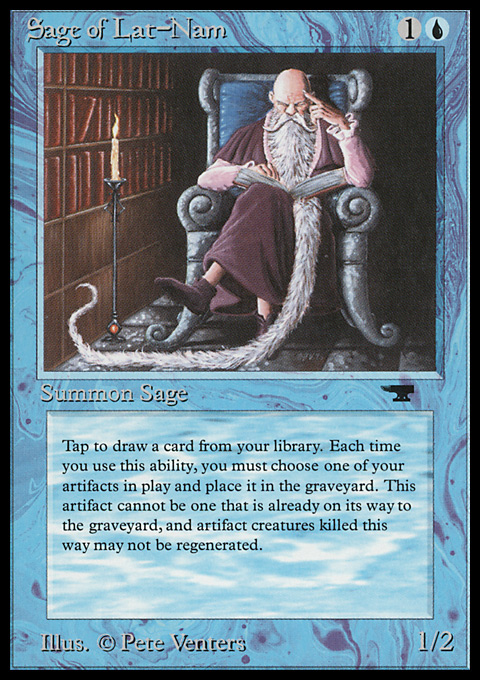 Sage of Lat-Nam 1
Summon Sage
Tap to draw a card from your library. Each time
you use this ability, you must choose one of your
artifacts in play and place it in the graveyard. This
artifact cannot be one that is already on its way to
the graveyard, and artifact creatures killed this
way may not be regenerated.
Illus. © Pete Venters 1/2